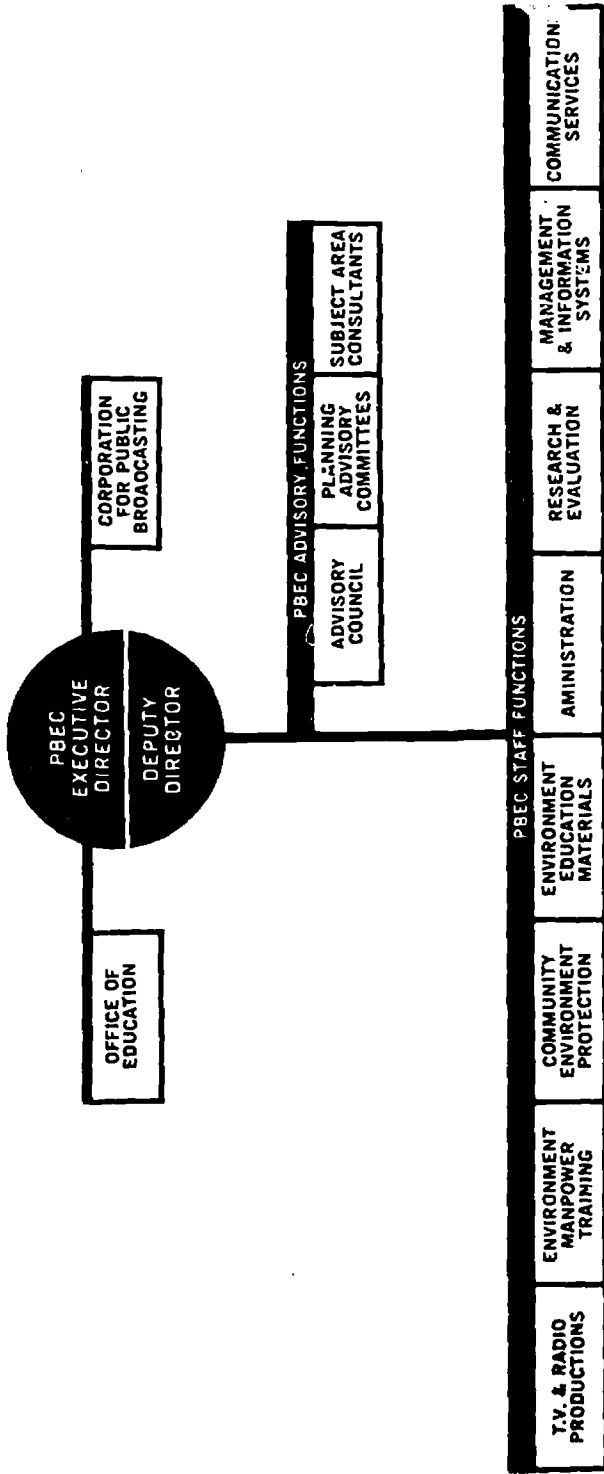 PBEC
EXECUTIVE
DIRECTOR
DEPUTY
DIRECTOR
OFFICE OF
EDUCATION
CORPORATION
FOR PUBLIC
BROAOCASTING
PBEC ADVISORY FUNCTIONS
ADVISORY
COUNCIL
PLANNING
ADVISORY
COMMITTEES
SUBJECT AREA
CONSULTANTS
PBEC STAFF FUNCTIONS
T.V. & RADIO
PRODUCTIONS
ENVIRONMENT
MANPOWER
TRAINING
COMMUNITY
ENVIRONMENT
PROTECTION
ENVIRONMENT
EDUCATION
MATERIALS
AMINISTRATION
RESEARCH &
EVALUATION
MANAGEMENT
& INFORMATION
SYSTEMS
COMMUNICATION
SERVICES